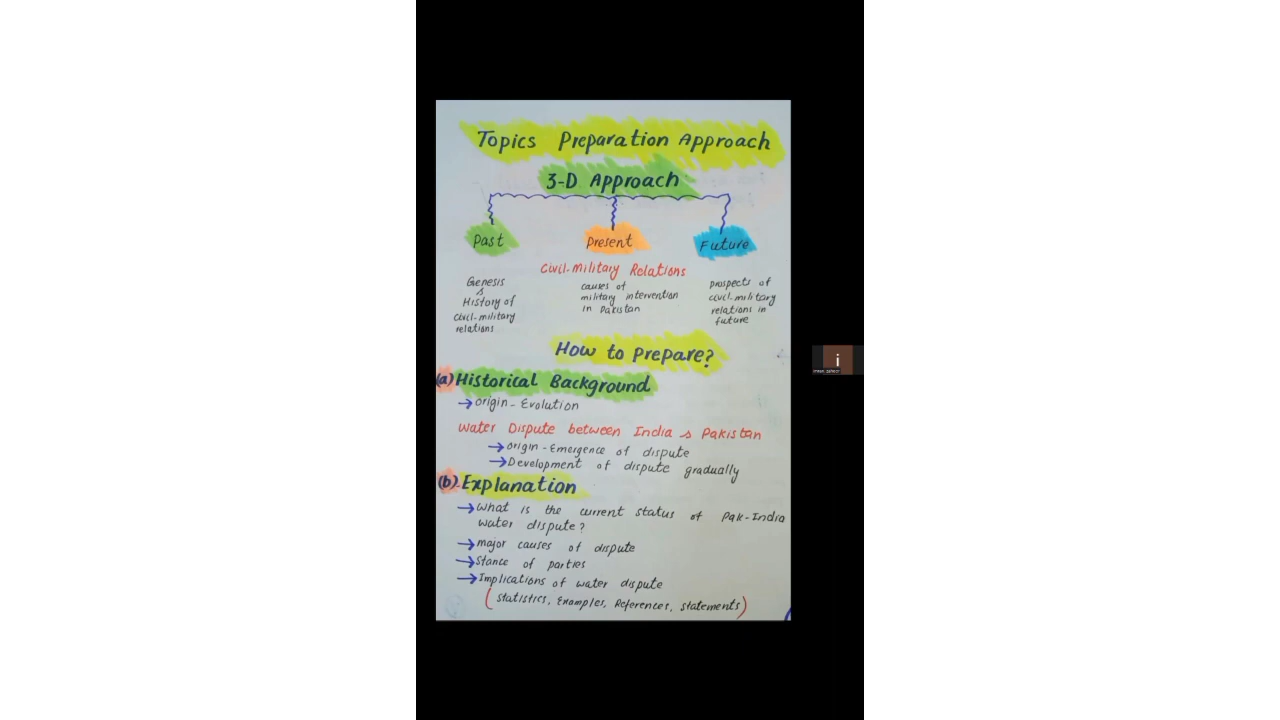 Topics Preparation Approach
3-D Approach
Past Present Future
Civil-military Relations
Genesis
&
History of
civil-military
relations
causes of
military intervention
in Pakistan
prospects of
civil-military
relations in
future
How to prepare?
(a) Historical Background
→ origin - Evolution
water Dispute between India & Pakistan
→ origin - Emergence of dispute
→ Development of dispute gradually
(b) Explanation
→ what is the current status of Pak-India
water dispute?
→ major causes of dispute
→ Stance of parties
→ Implications of water dispute
(statistics, Examples, References, statements)
i